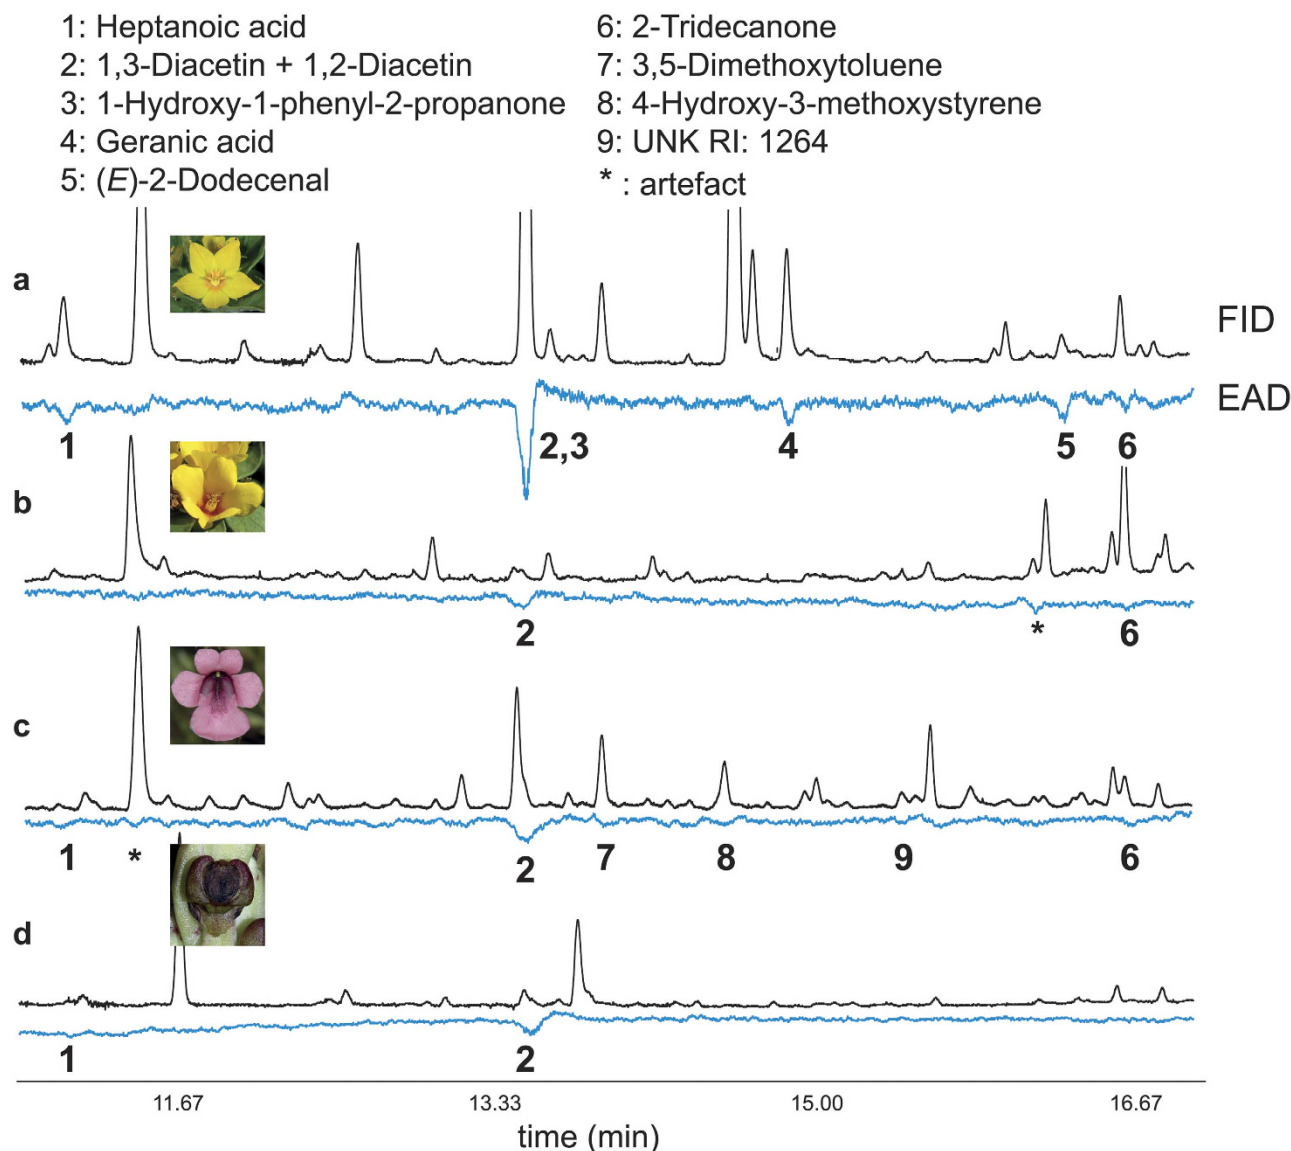 1: Heptanoic acid
2: 1,3-Diacetin + 1,2-Diacetin
3: 1-Hydroxy-1-phenyl-2-propanone
4: Geranic acid
5: (E)-2-Dodecenal
6: 2-Tridecanone
7: 3,5-Dimethoxytoluene
8: 4-Hydroxy-3-methoxystyrene
9: UNK RI: 1264
* : artefact
a
FID
EAD
1
2,3
4
5
6
b
2
*
6
c
1
*
2
7
8
9
6
d
1
2
11.67
13.33
15.00
16.67
time (min)